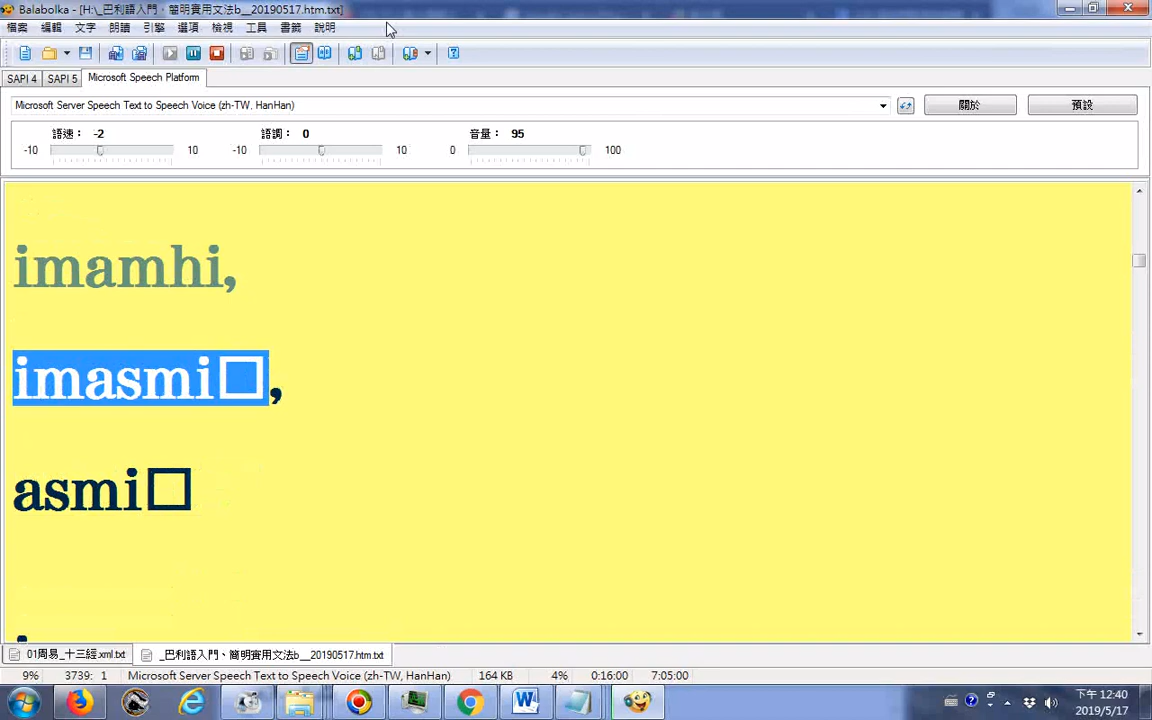 Balabolka - [H:\_巴利語入門、簡明實用文法b__20190517.htm.txt]
檔案 編輯 文字 朗讀 引擎 選項 檢視 工具 書籤 說明
SAPI 4 SAPI 5 Microsoft Speech Platform
Microsoft Server Speech Text to Speech Voice (zh-TW, HanHan) 關於 預設
語速： -2 語調： 0 音量： 95
-10 10 -10 10 0 100
imamhi,
imasmi□,
asmi□
01周易_十三經.xml.txt _巴利語入門、簡明實用文法b__20190517.htm.txt
9% 3739: 1 Microsoft Server Speech Text to Speech Voice (zh-TW, HanHan) 164 KB 4% 0:16:00 7:05:00
下午 12:40
2019/5/17